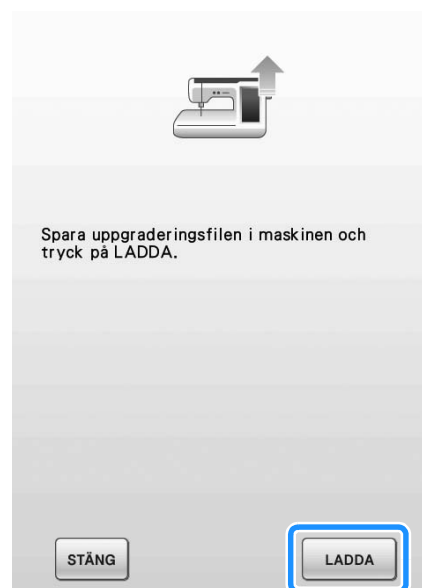 Spara uppgraderingsfilen i maskinen och
tryck på LADDA.
STÄNG
LADDA